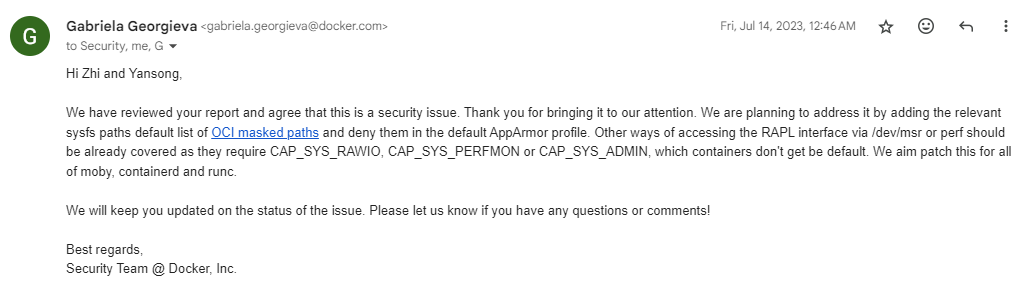 G
Gabriela Georgieva <gabriela.georgieva@docker.com>
Fri, Jul 14, 2023, 12:46 AM
to Security, me, G
Hi Zhi and Yansong,
We have reviewed your report and agree that this is a security issue. Thank you for bringing it to our attention. We are planning to address it by adding the relevant
sysfs paths default list of OCI masked paths and deny them in the default AppArmor profile. Other ways of accessing the RAPL interface via /dev/msr or perf should
be already covered as they require CAP_SYS_RAWIO, CAP_SYS_PERFMON or CAP_SYS_ADMIN, which containers don't get be default. We aim patch this for all
of moby, containerd and runc.
We will keep you updated on the status of the issue. Please let us know if you have any questions or comments!
Best regards,
Security Team @ Docker, Inc.